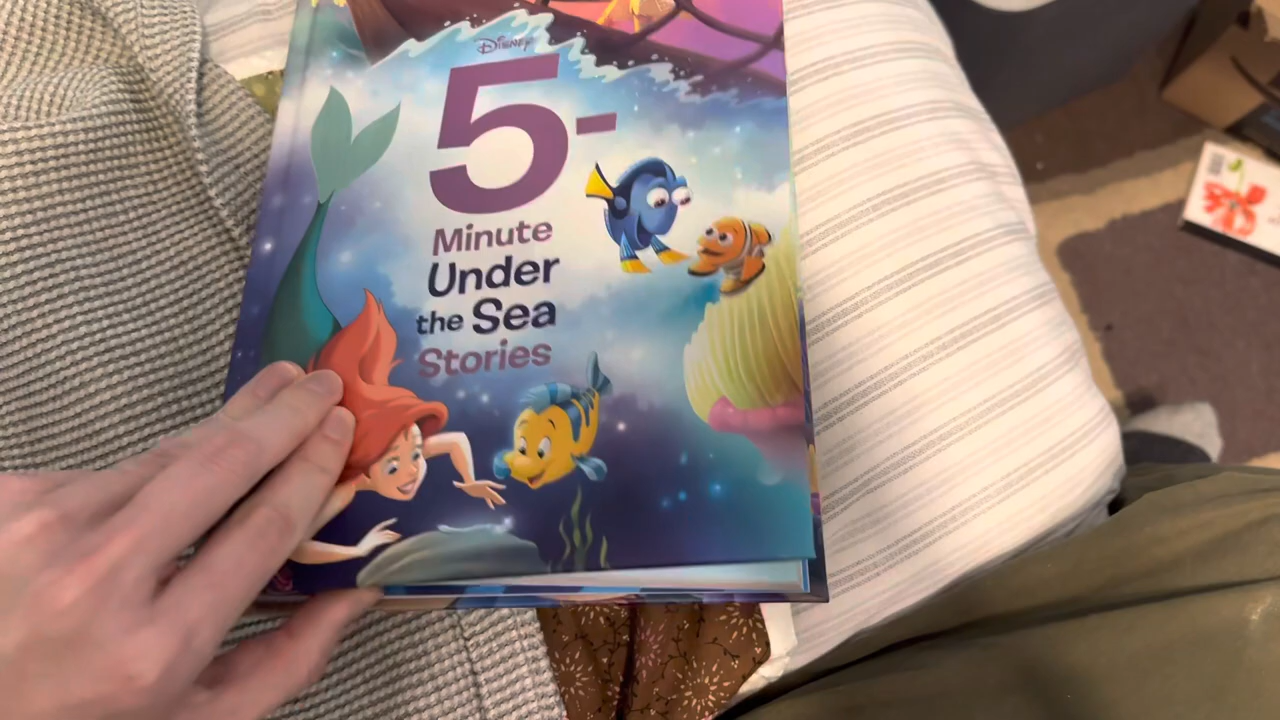 Disney
5-
Minute
Under
the Sea
Stories